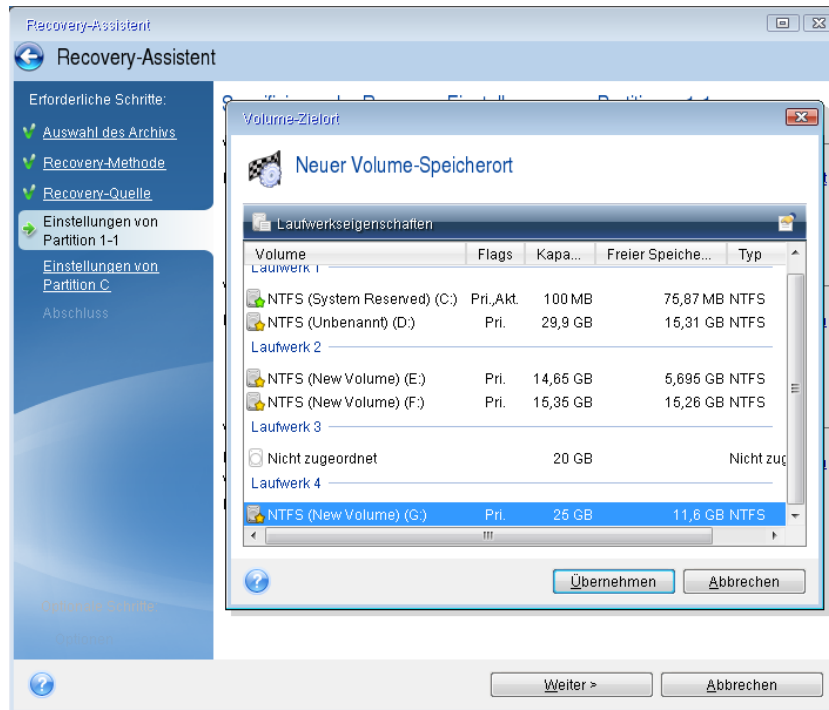 Recovery-Assistent
Recovery-Assistent
Erforderliche Schritte:
Auswahl des Archivs
Recovery-Methode
Recovery-Quelle
Einstellungen von
Partition 1-1
Einstellungen von
Partition C
Abschluss
Volume-Zielort
Neuer Volume-Speicherort
Laufwerkseigenschaften
Volume Flags Kapa... Freier Speiche... Typ
Laufwerk 1
NTFS (System Reserved) (C:) Pri.,Akt. 100 MB 75,87 MB NTFS
NTFS (Unbenannt) (D:) Pri. 29,9 GB 15,31 GB NTFS
Laufwerk 2
NTFS (New Volume) (E:) Pri. 14,65 GB 5,695 GB NTFS
NTFS (New Volume) (F:) Pri. 15,35 GB 15,26 GB NTFS
Laufwerk 3
Nicht zugeordnet 20 GB Nicht zug
Laufwerk 4
NTFS (New Volume) (G:) Pri. 25 GB 11,6 GB NTFS
Übernehmen Abbrechen
Weiter > Abbrechen